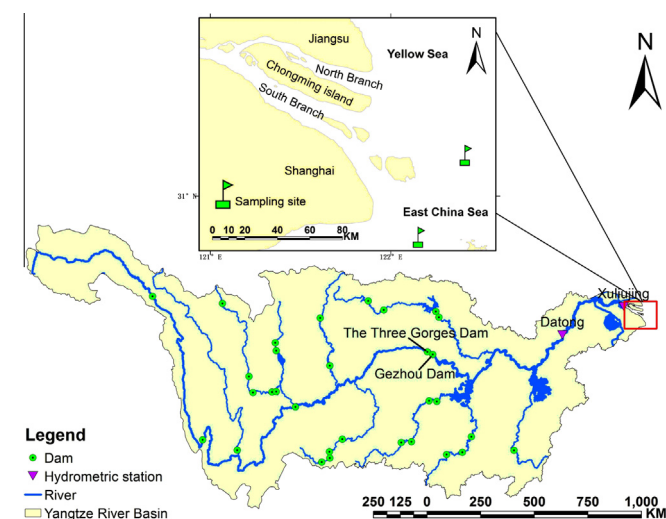 Jiangsu
N
Yellow Sea
North Branch
Chongming island
South Branch
Shanghai
31° N
Sampling site
East China Sea
0 10 20 40 60 80
KM
121° E
122° E
N
Xuliujing
Datong
The Three Gorges Dam
Gezhou Dam
Legend
Dam
Hydrometric station
River
Yangtze River Basin
250 125 0 250 500 750 1,000
KM